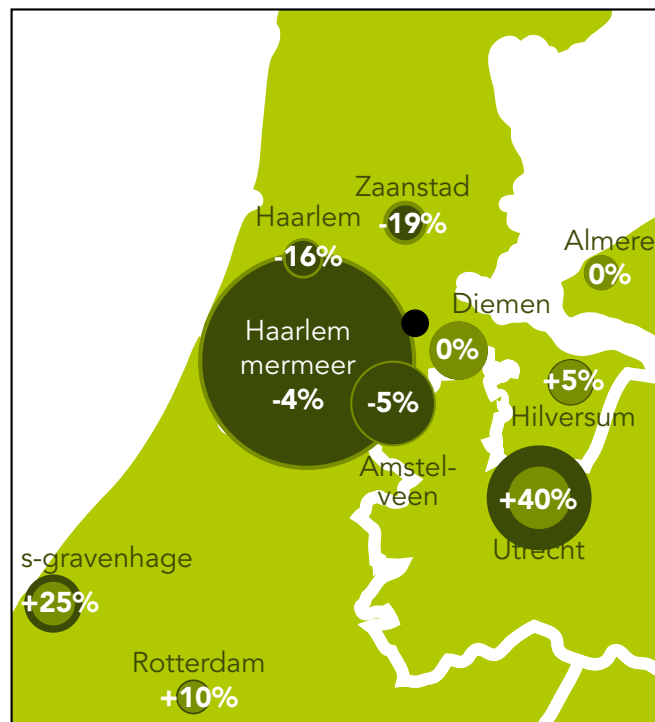 Zaanstad
-19%
Haarlem
-16%
Almere
0%
Diemen
0%
Haarlem
mermeer
-4%
-5%
Amstel-
veen
+5%
Hilversum
+40%
Utrecht
s-gravenhage
+25%
Rotterdam
+10%